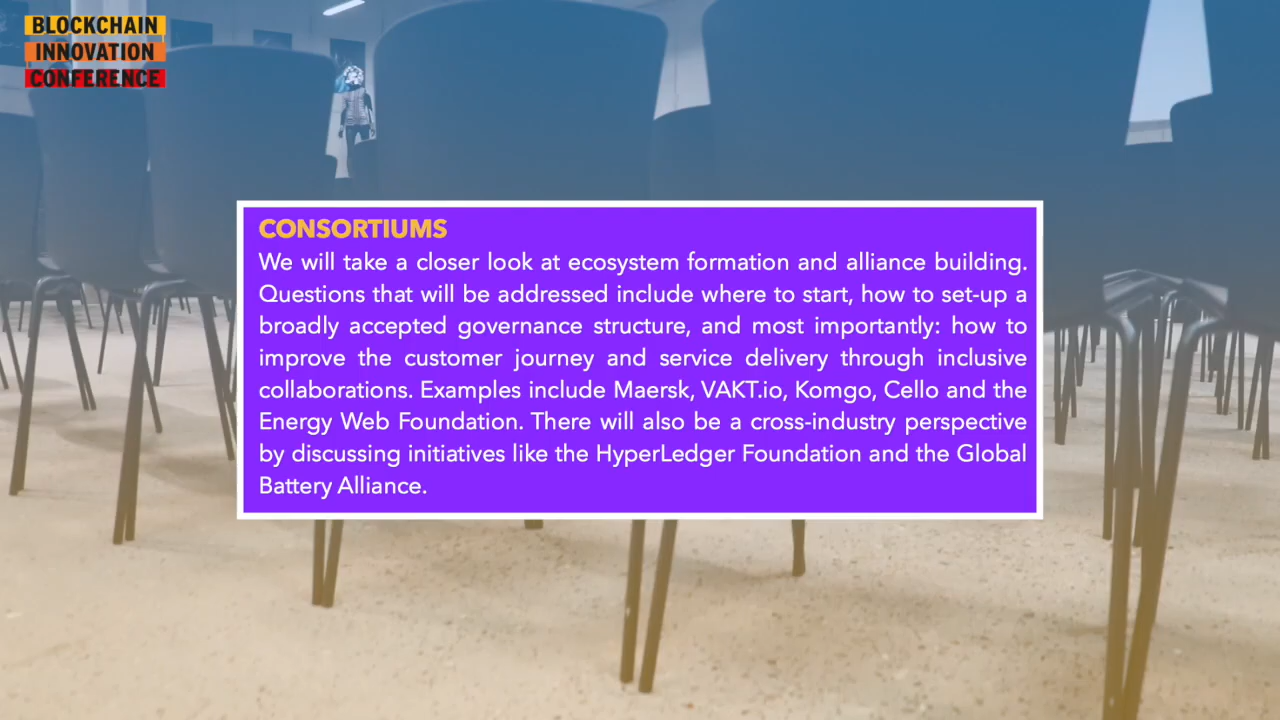 BLOCKCHAIN
INNOVATION
CONFERENCE
CONSORTIUMS
We will take a closer look at ecosystem formation and alliance building.
Questions that will be addressed include where to start, how to set-up a
broadly accepted governance structure, and most importantly: how to
improve the customer journey and service delivery through inclusive
collaborations. Examples include Maersk, VAKT.io, Komgo, Cello and the
Energy Web Foundation. There will also be a cross-industry perspective
by discussing initiatives like the HyperLedger Foundation and the Global
Battery Alliance.